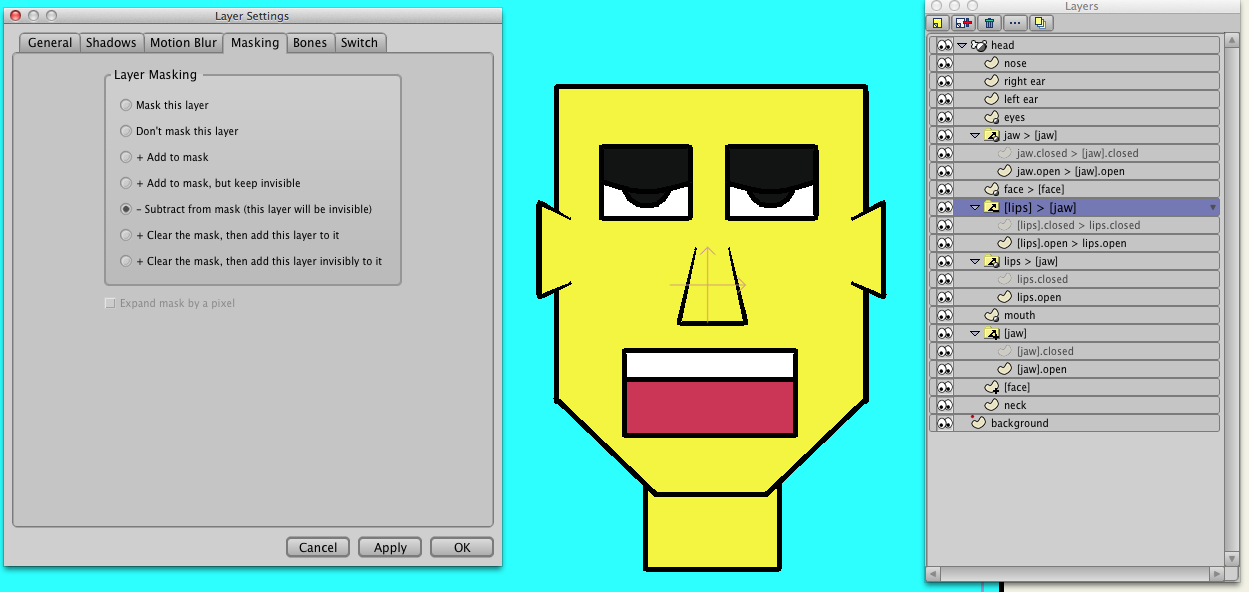 Layer Settings
General
Shadows
Motion Blur
Masking
Bones
Switch
Layer Masking
Mask this layer
Don't mask this layer
+ Add to mask
+ Add to mask, but keep invisible
− Subtract from mask (this layer will be invisible)
+ Clear the mask, then add this layer to it
+ Clear the mask, then add this layer invisibly to it
Expand mask by a pixel
Cancel
Apply
OK
Layers
head
nose
right ear
left ear
eyes
jaw > [jaw]
jaw.closed > [jaw].closed
jaw.open > [jaw].open
face > [face]
[lips] > [jaw]
[lips].closed > lips.closed
[lips].open > lips.open
lips > [jaw]
lips.closed
lips.open
mouth
[jaw]
[jaw].closed
[jaw].open
[face]
neck
background